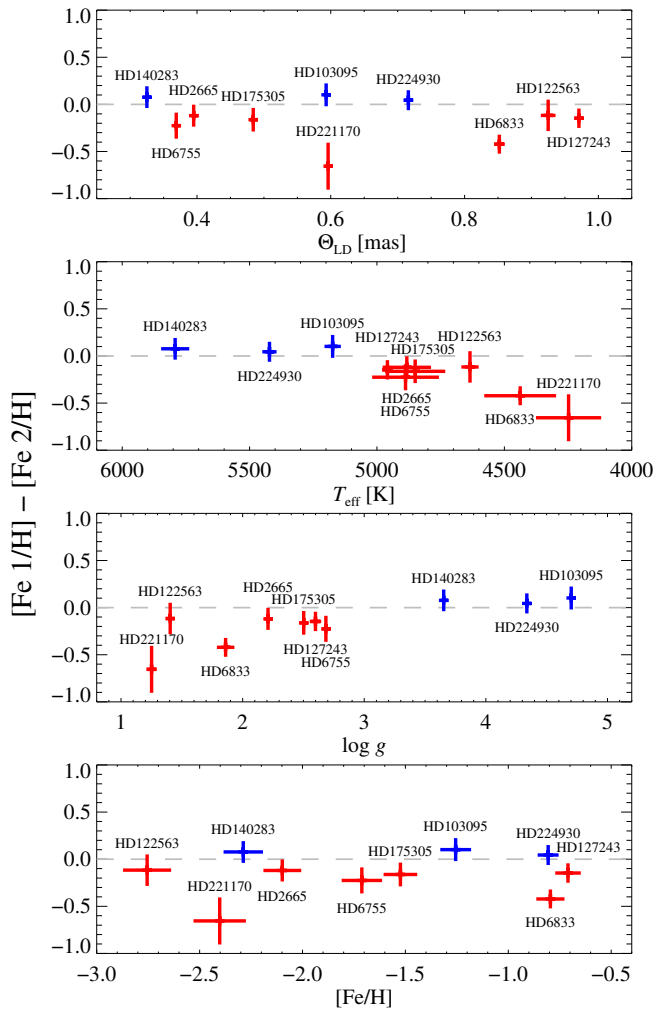 [Fe 1/H] − [Fe 2/H]
1.0
0.5
0.0
−0.5
−1.0
HD140283
HD2665
HD175305
HD6755
HD103095
HD224930
HD221170
HD122563
HD6833
HD127243
0.4 0.6 0.8 1.0
Θ_LD [mas]
1.0
0.5
0.0
−0.5
−1.0
HD140283
HD224930
HD103095
HD127243
HD122563
HD175305
HD2665
HD6755
HD221170
HD6833
6000 5500 5000 4500 4000
T_eff [K]
1.0
0.5
0.0
−0.5
−1.0
HD122563
HD221170
HD2665
HD175305
HD6833
HD127243
HD6755
HD140283
HD103095
HD224930
1 2 3 4 5
log g
1.0
0.5
0.0
−0.5
−1.0
HD122563
HD140283
HD221170
HD2665
HD175305
HD6755
HD103095
HD224930
HD127243
HD6833
−3.0 −2.5 −2.0 −1.5 −1.0 −0.5
[Fe/H]